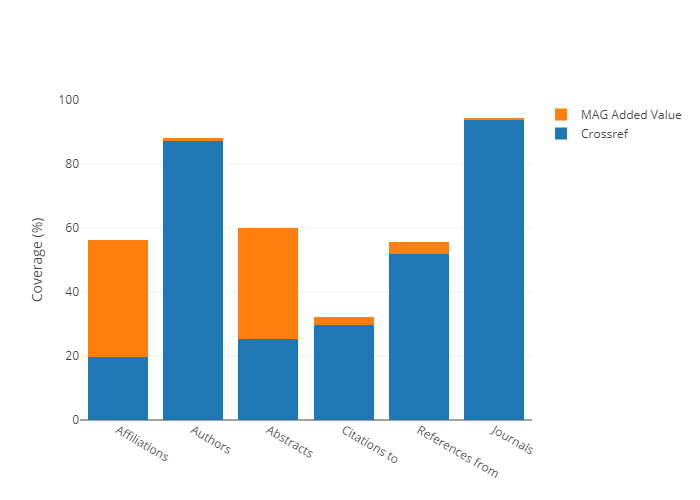 100
80
60
40
20
0
Coverage (%)
Affiliations
Authors
Abstracts
Citations to
References from
Journals
MAG Added Value
Crossref